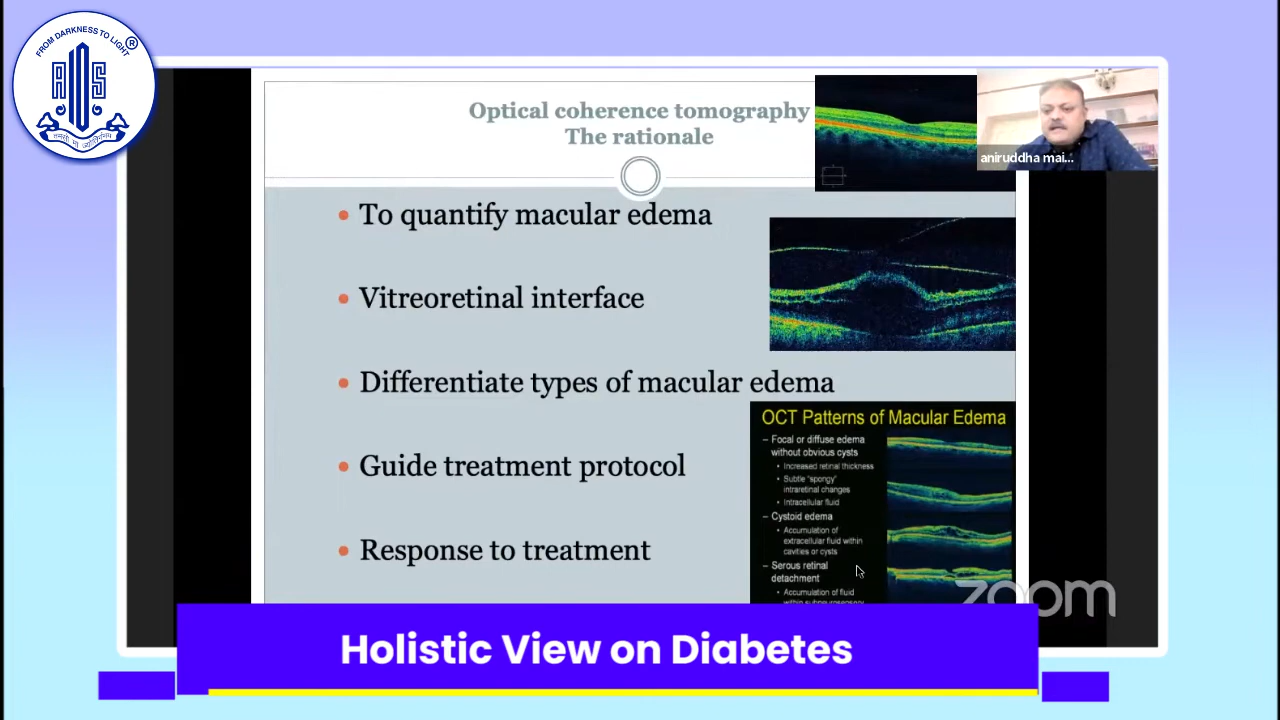 FROM DARKNESS TO LIGHT
®
AIIS
Optical coherence tomography
The rationale
aniruddha mai...
To quantify macular edema
Vitreoretinal interface
Differentiate types of macular edema
Guide treatment protocol
Response to treatment
OCT Patterns of Macular Edema
– Focal or diffuse edema
without obvious cysts
• Increased retinal thickness
• Subtle "spongy"
intraretinal changes
• Intracellular fluid
– Cystoid edema
• Accumulation of
extracellular fluid within
cavities or cysts
– Serous retinal
detachment
• Accumulation of fluid
within subneurosensory
zoom
Holistic View on Diabetes